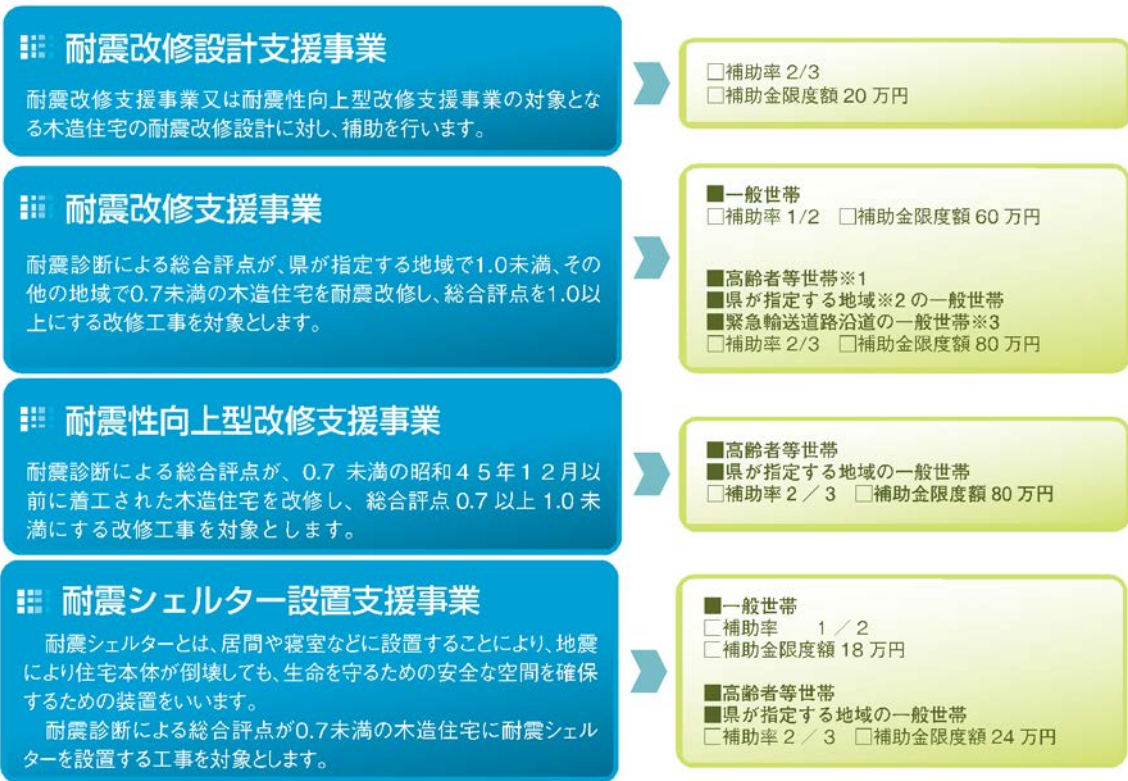 耐震改修設計支援事業
耐震改修支援事業又は耐震性向上型改修支援事業の対象とな
る木造住宅の耐震改修設計に対し、補助を行います。
□補助率 2/3
□補助金限度額 20 万円
耐震改修支援事業
耐震診断による総合評点が、県が指定する地域で1.0未満、その
他の地域で0.7未満の木造住宅を耐震改修し、総合評点を1.0以
上にする改修工事を対象とします。
■一般世帯
□補助率 1/2 □補助金限度額 60 万円
■高齢者等世帯※1
■県が指定する地域※2 の一般世帯
■緊急輸送道路沿道の一般世帯※3
□補助率 2/3 □補助金限度額 80 万円
耐震性向上型改修支援事業
耐震診断による総合評点が、0.7 未満の昭和４５年１２月以
前に着工された木造住宅を改修し、総合評点 0.7 以上 1.0 未
満にする改修工事を対象とします。
■高齢者等世帯
■県が指定する地域の一般世帯
□補助率２／３ □補助金限度額 80 万円
耐震シェルター設置支援事業
耐震シェルターとは、居間や寝室などに設置することにより、地震
により住宅本体が倒壊しても、生命を守るための安全な空間を確保
するための装置をいいます。
耐震診断による総合評点が0.7未満の木造住宅に耐震シェル
ターを設置する工事を対象とします。
■一般世帯
□補助率 １／２
□補助金限度額 18 万円
■高齢者等世帯
■県が指定する地域の一般世帯
□補助率２／３ □補助金限度額 24 万円